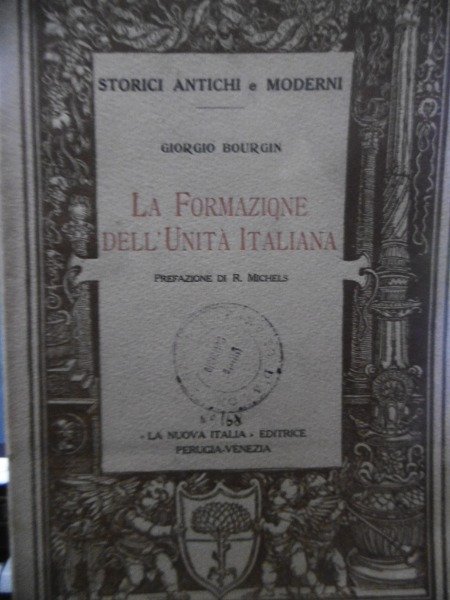 STORICI ANTICHI e MODERNI
GIORGIO BOURGIN
LA FORMAZIONE
DELL'UNITÀ ITALIANA
PREFAZIONE DI R. MICHELS
"LA NUOVA ITALIA" EDITRICE
PERUGIA-VENEZIA